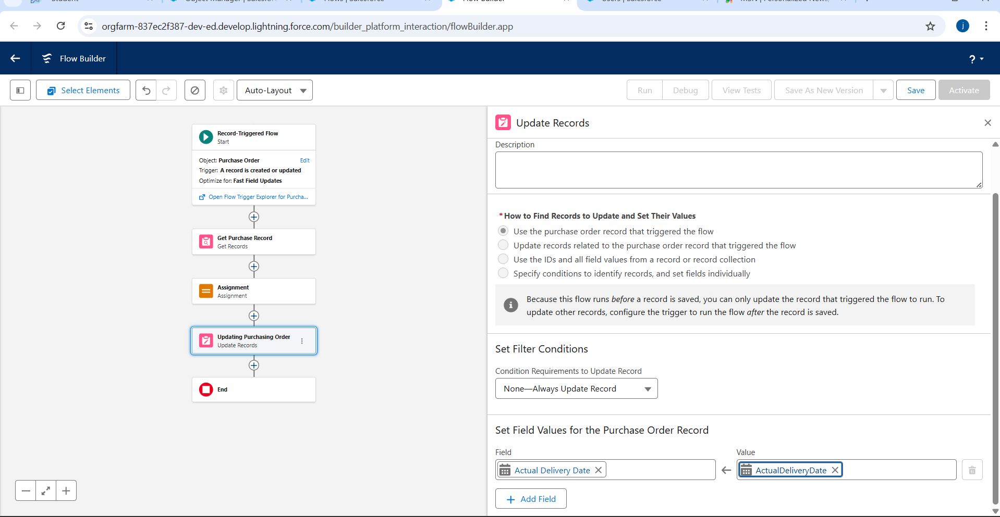 Student
Flow Builder
orgfarm-837ec2f387-dev-ed.develop.lightning.force.com/builder_platform_interaction/flowBuilder.app
j
Flow Builder
?
Select Elements
Auto-Layout
Run
Debug
View Tests
Save As New Version
Save
Activate
Record-Triggered Flow
Start
Object: Purchase Order
Edit
Trigger: A record is created or updated
Optimize for: Fast Field Updates
Open Flow Trigger Explorer for Purcha...
Get Purchase Record
Get Records
Assignment
Assignment
Updating Purchasing Order
Update Records
End
Update Records
Description
*How to Find Records to Update and Set Their Values
Use the purchase order record that triggered the flow
Update records related to the purchase order record that triggered the flow
Use the IDs and all field values from a record or record collection
Specify conditions to identify records, and set fields individually
Because this flow runs before a record is saved, you can only update the record that triggered the flow to run. To
update other records, configure the trigger to run the flow after the record is saved.
Set Filter Conditions
Condition Requirements to Update Record
None—Always Update Record
Set Field Values for the Purchase Order Record
Field
Value
Actual Delivery Date
ActualDeliveryDate
Add Field